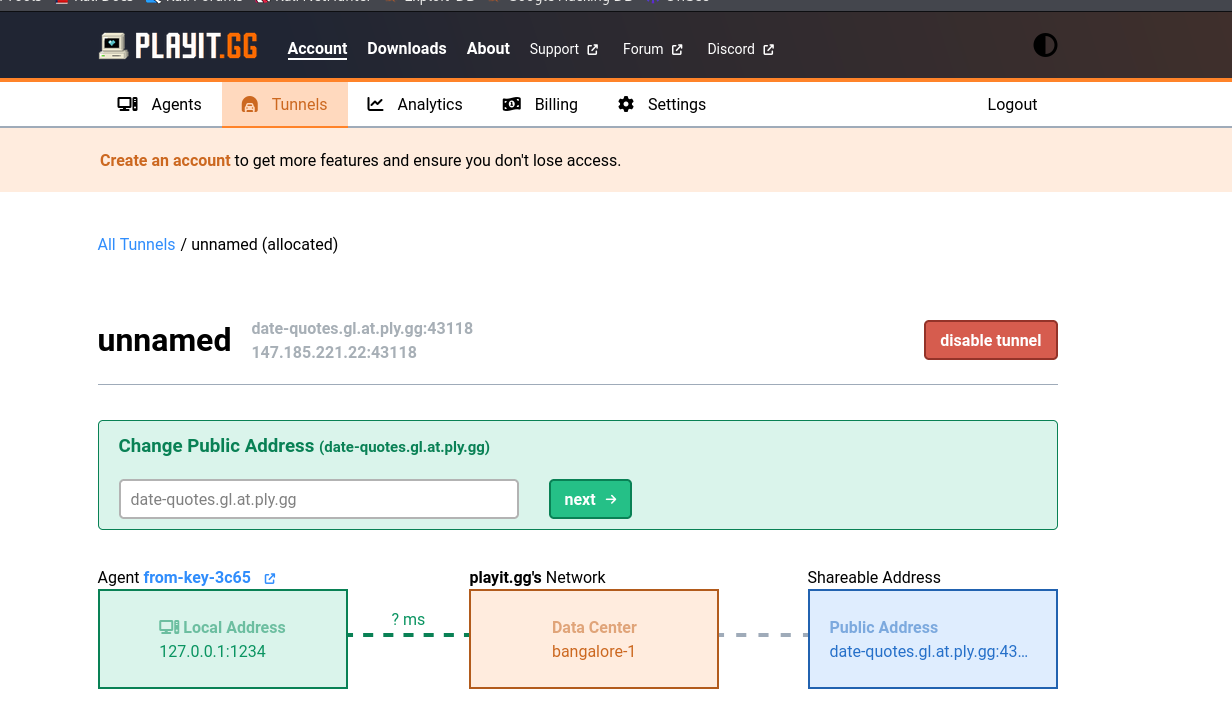 PLAYIT.GG
Account Downloads About Support Forum Discord
Agents Tunnels Analytics Billing Settings Logout
Create an account to get more features and ensure you don't lose access.
All Tunnels / unnamed (allocated)
unnamed
date-quotes.gl.at.ply.gg:43118
147.185.221.22:43118
disable tunnel
Change Public Address (date-quotes.gl.at.ply.gg)
date-quotes.gl.at.ply.gg
next →
Agent from-key-3c65
Local Address
127.0.0.1:1234
? ms
playit.gg's Network
Data Center
bangalore-1
Shareable Address
Public Address
date-quotes.gl.at.ply.gg:43...